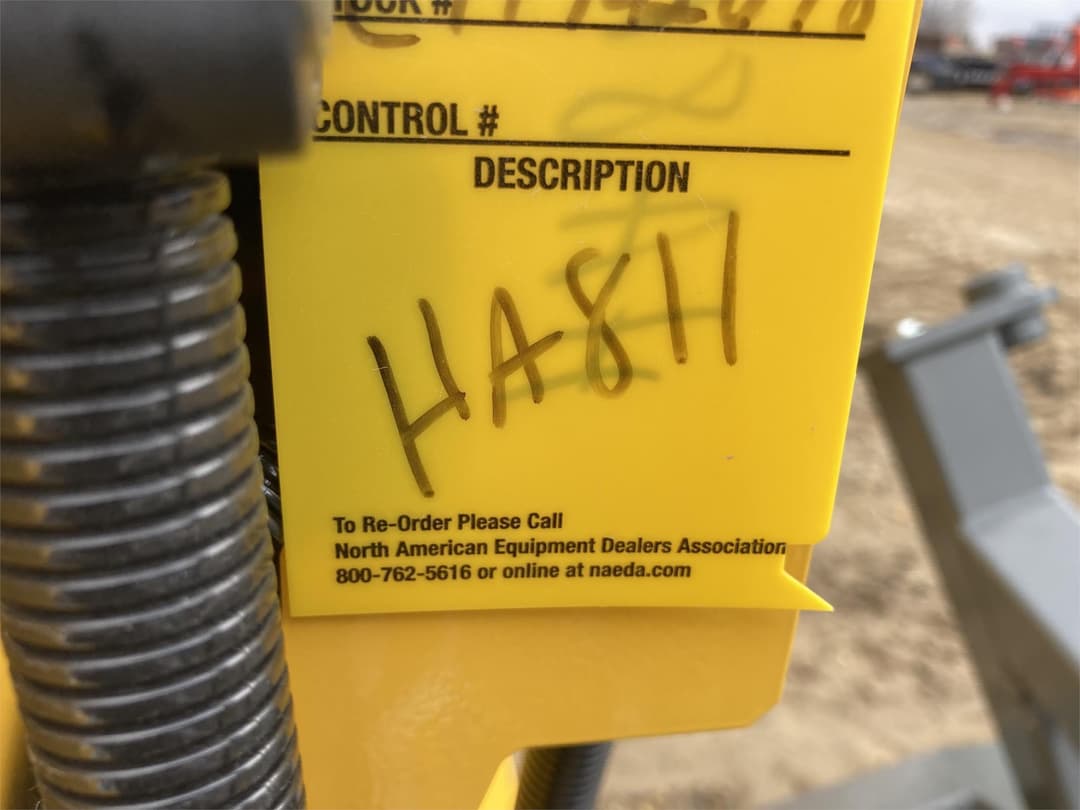 CONTROL #
DESCRIPTION
HA811
To Re-Order Please Call
North American Equipment Dealers Association
800-762-5616 or online at naeda.com